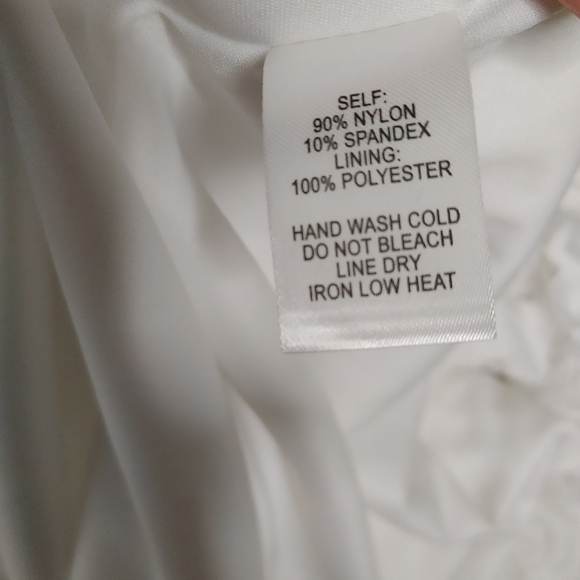 SELF:
90% NYLON
10% SPANDEX
LINING:
100% POLYESTER
HAND WASH COLD
DO NOT BLEACH
LINE DRY
IRON LOW HEAT